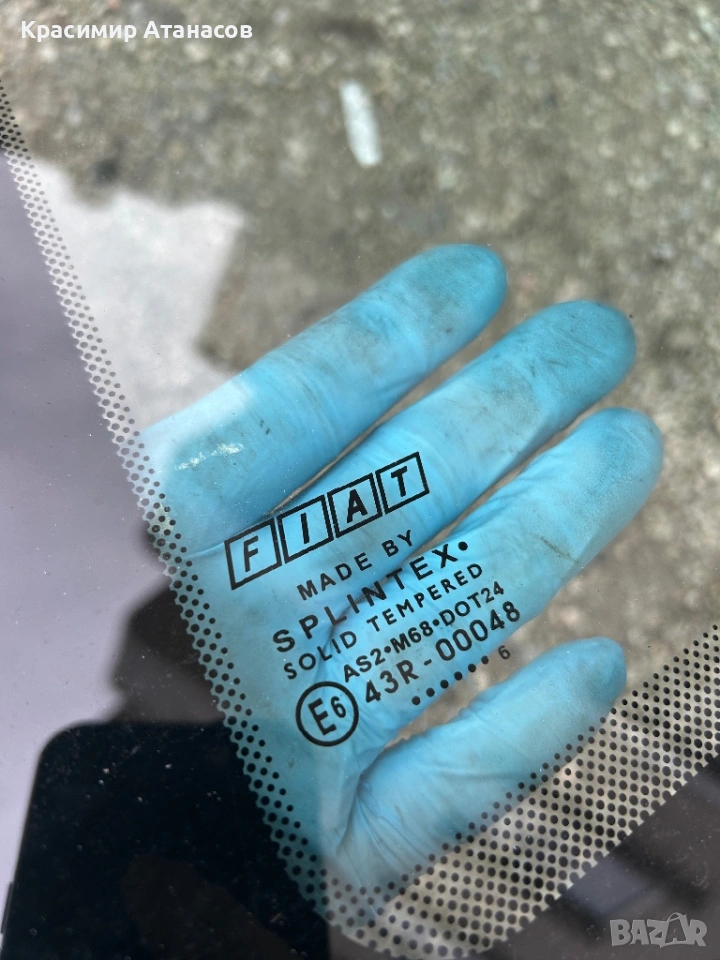 Красимир Атанасов
FIAT
MADE BY
SPLINTEX•
SOLID TEMPERED
AS2•M68•DOT24
E6 43R-00048
•••••• 6
BAZAR